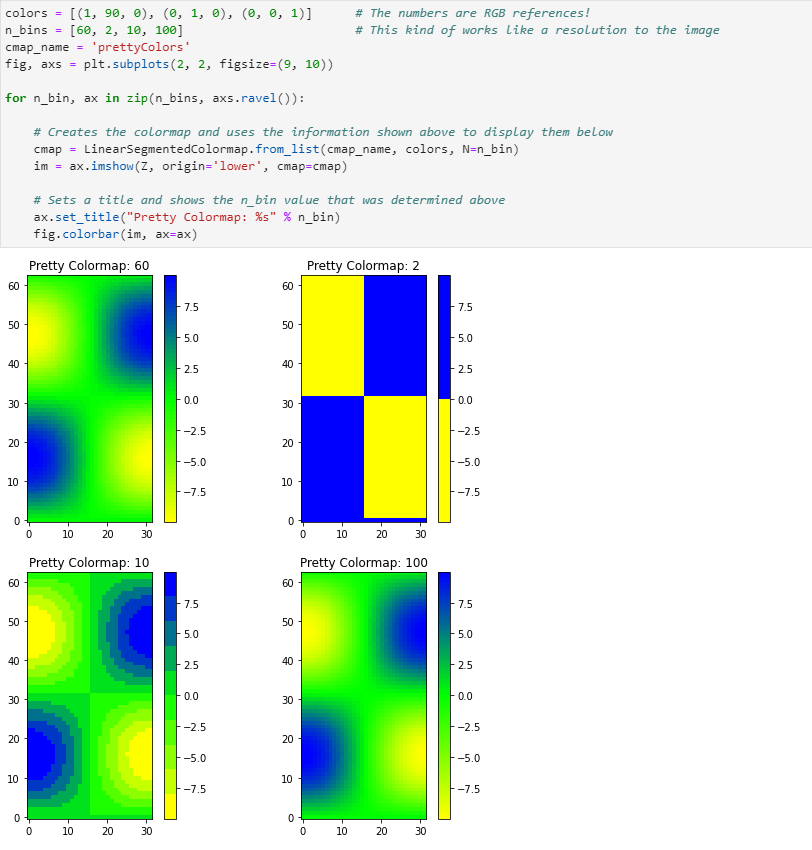 colors = [(1, 90, 0), (0, 1, 0), (0, 0, 1)]      # The numbers are RGB references!
n_bins = [60, 2, 10, 100]                        # This kind of works like a resolution to the image
cmap_name = 'prettyColors'
fig, axs = plt.subplots(2, 2, figsize=(9, 10))
for n_bin, ax in zip(n_bins, axs.ravel()):
    # Creates the colormap and uses the information shown above to display them below
    cmap = LinearSegmentedColormap.from_list(cmap_name, colors, N=n_bin)
    im = ax.imshow(Z, origin='lower', cmap=cmap)
    # Sets a title and shows the n_bin value that was determined above
    ax.set_title("Pretty Colormap: %s" % n_bin)
    fig.colorbar(im, ax=ax)
Pretty Colormap: 60
60
50
40
30
20
10
0
0 10 20 30
7.5
5.0
2.5
0.0
−2.5
−5.0
−7.5
Pretty Colormap: 2
60
50
40
30
20
10
0
0 10 20 30
7.5
5.0
2.5
0.0
−2.5
−5.0
−7.5
Pretty Colormap: 10
60
50
40
30
20
10
0
0 10 20 30
7.5
5.0
2.5
0.0
−2.5
−5.0
−7.5
Pretty Colormap: 100
60
50
40
30
20
10
0
0 10 20 30
7.5
5.0
2.5
0.0
−2.5
−5.0
−7.5